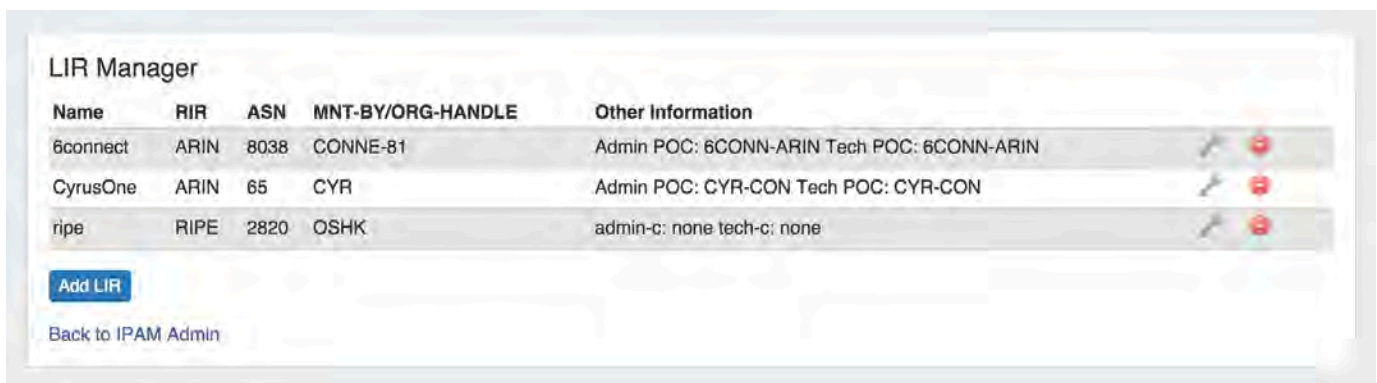 LIR Manager
Name RIR ASN MNT-BY/ORG-HANDLE Other Information
6connect ARIN 8038 CONNE-81 Admin POC: 6CONN-ARIN Tech POC: 6CONN-ARIN
CyrusOne ARIN 65 CYR Admin POC: CYR-CON Tech POC: CYR-CON
ripe RIPE 2820 OSHK admin-c: none tech-c: none
Add LIR
Back to IPAM Admin